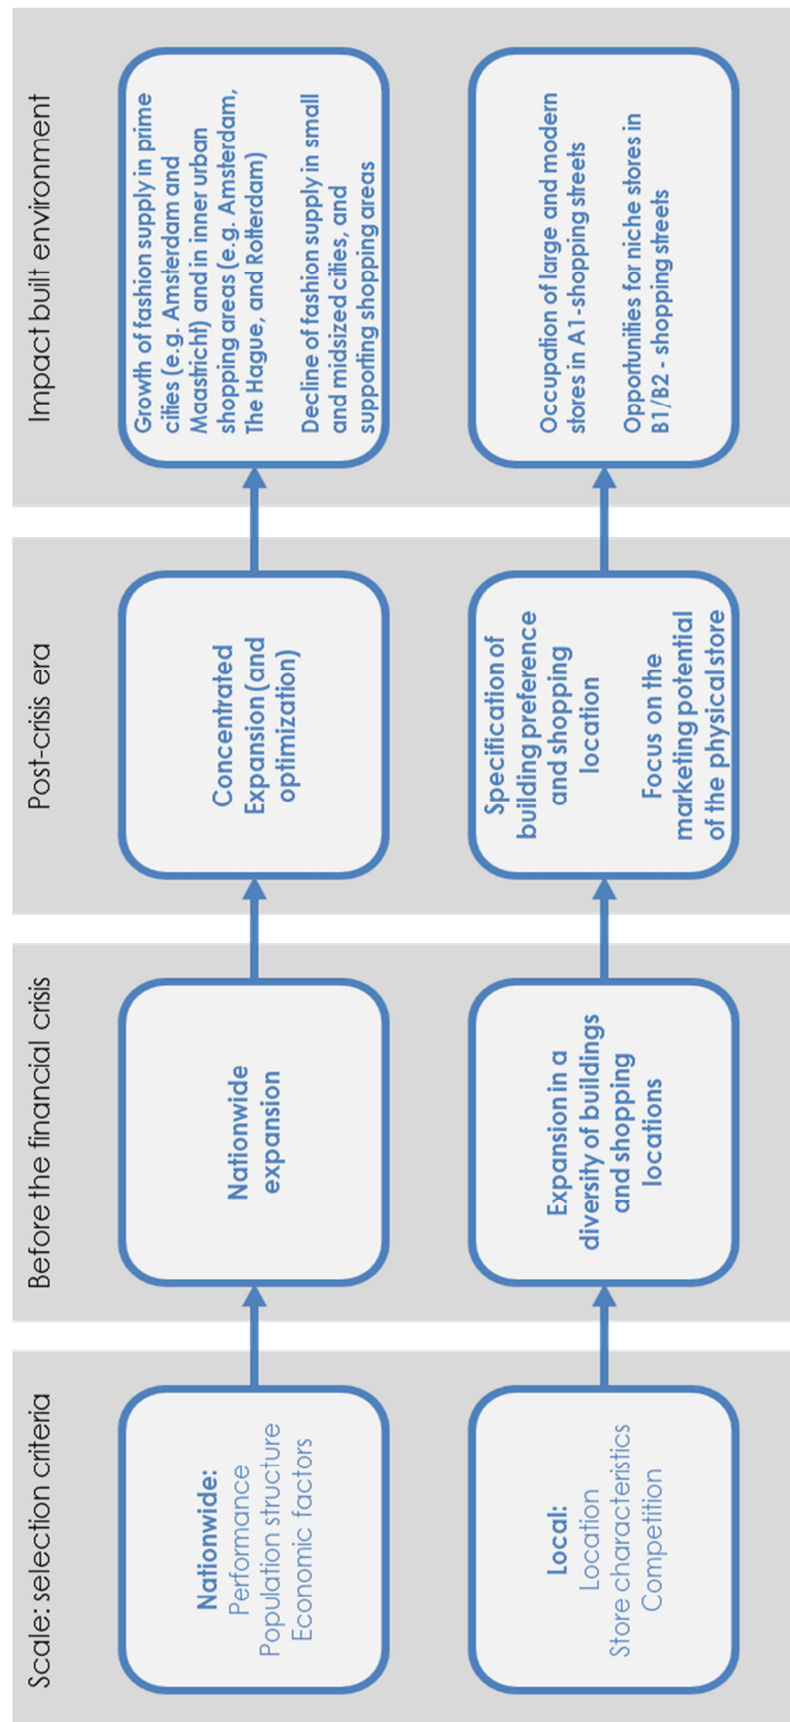 Scale: selection criteria
Nationwide:
Performance
Population structure
Economic factors
Local:
Location
Store characteristics
Competition
Before the financial crisis
Nationwide
expansion
Expansion in a
diversity of buildings
and shopping
locations
Post-crisis era
Concentrated
Expansion (and
optimization)
Specification of
building preference
and shopping
location
Focus on the
marketing potential
of the physical store
Impact built environment
Growth of fashion supply in prime
cities (e.g. Amsterdam and
Maastricht) and in inner urban
shopping areas (e.g. Amsterdam,
The Hague, and Rotterdam)
Decline of fashion supply in small
and midsized cities, and
supporting shopping areas
Occupation of large and modern
stores in A1-shopping streets
Opportunities for niche stores in
B1/B2 - shopping streets